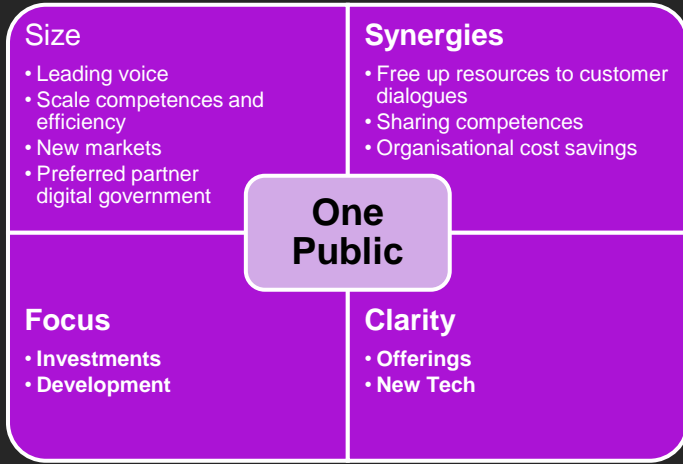 Size
• Leading voice
• Scale competences and
efficiency
• New markets
• Preferred partner
digital government
Synergies
• Free up resources to customer
dialogues
• Sharing competences
• Organisational cost savings
One
Public
Focus
• Investments
• Development
Clarity
• Offerings
• New Tech